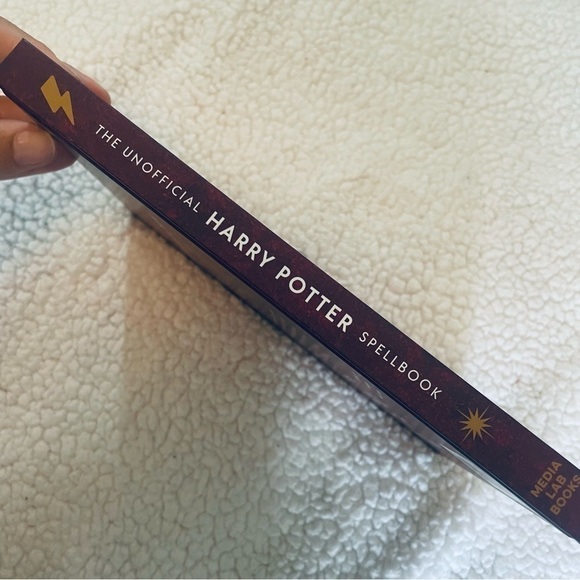 THE UNOFFICIAL HARRY POTTER SPELLBOOK
MEDIA
LAB
BOOKS